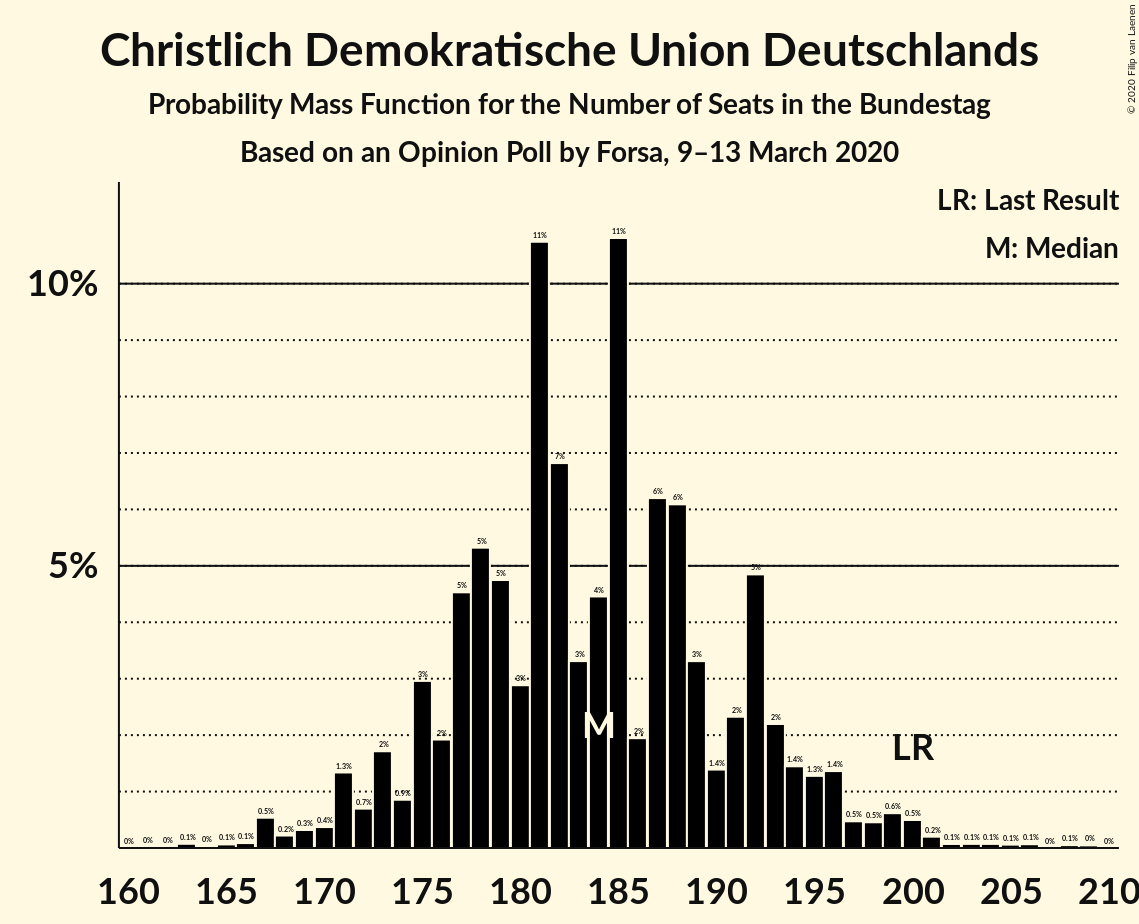 Christlich Demokratische Union Deutschlands
Probability Mass Function for the Number of Seats in the Bundestag
Based on an Opinion Poll by Forsa, 9–13 March 2020
© 2020 Filip van Laenen
LR: Last Result
M: Median
10%
5%
0% 0% 0% 0.1% 0% 0.1% 0.1% 0.5% 0.2% 0.3% 0.4% 1.3% 0.7% 2% 0.9% 3% 2% 5% 5% 5% 3% 11% 7% 3% 4% 11% 2% 6% 6% 3% 1.4% 2% 5% 2% 1.4% 1.3% 1.4% 0.5% 0.5% 0.6% 0.5% 0.2% 0.1% 0.1% 0.1% 0.1% 0.1% 0% 0.1% 0% 0%
M
LR
160 165 170 175 180 185 190 195 200 205 210